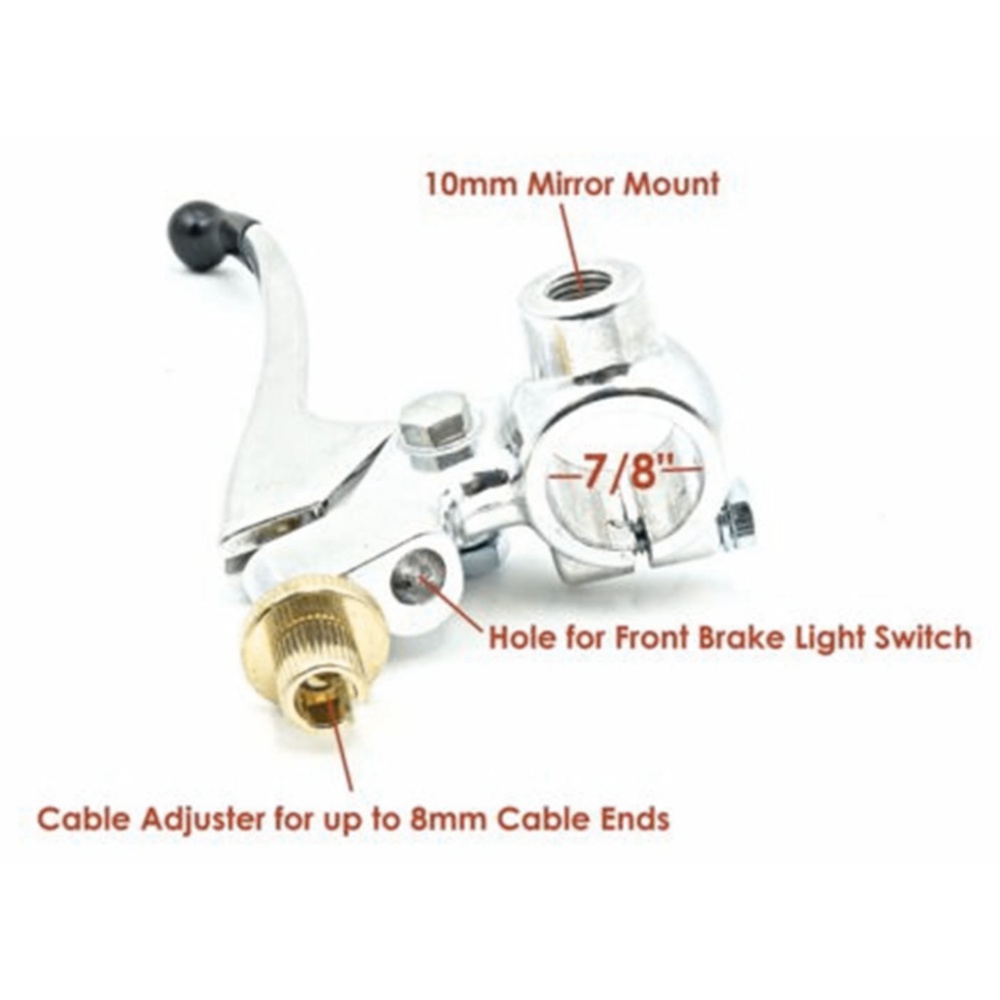 10mm Mirror Mount
7/8"
Hole for Front Brake Light Switch
Cable Adjuster for up to 8mm Cable Ends